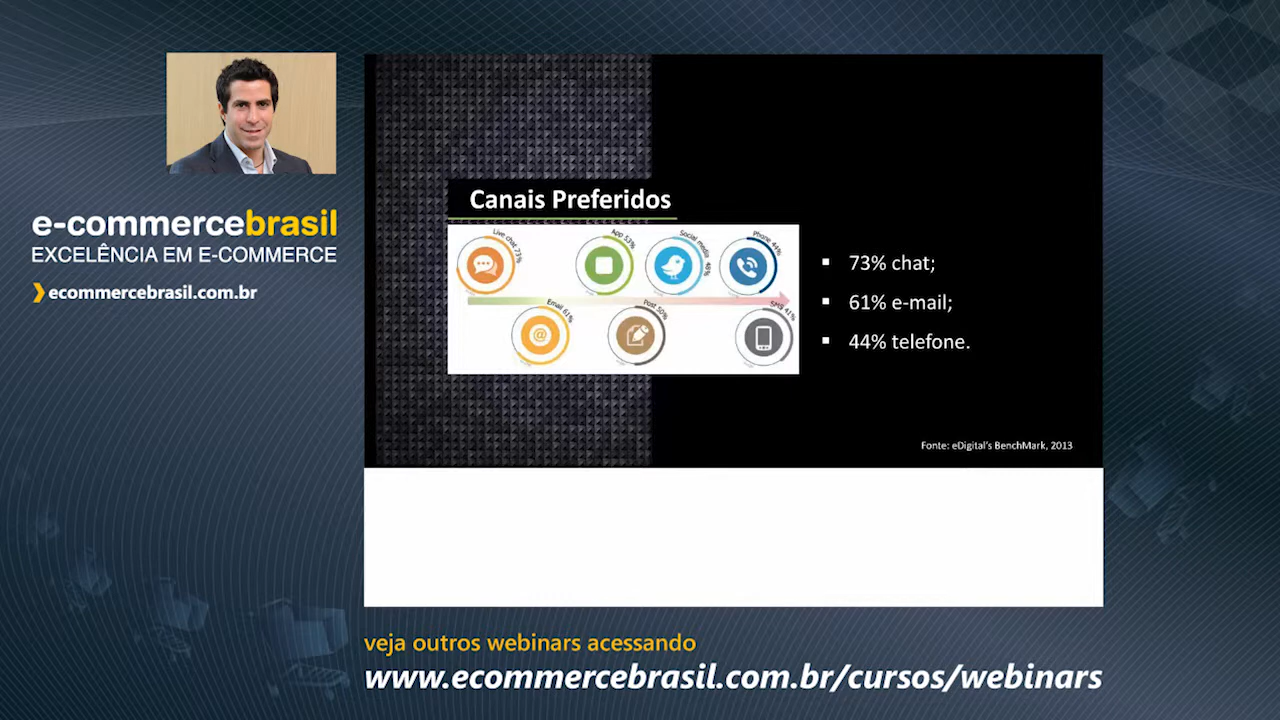 e-commercebrasil
EXCELÊNCIA EM E-COMMERCE
ecommercebrasil.com.br
Canais Preferidos
Live chat 73%
App 53%
Social media 48%
Phone 44%
Email 61%
Post 50%
SMS 41%
73% chat;
61% e-mail;
44% telefone.
Fonte: eDigital's BenchMark, 2013
veja outros webinars acessando
www.ecommercebrasil.com.br/cursos/webinars